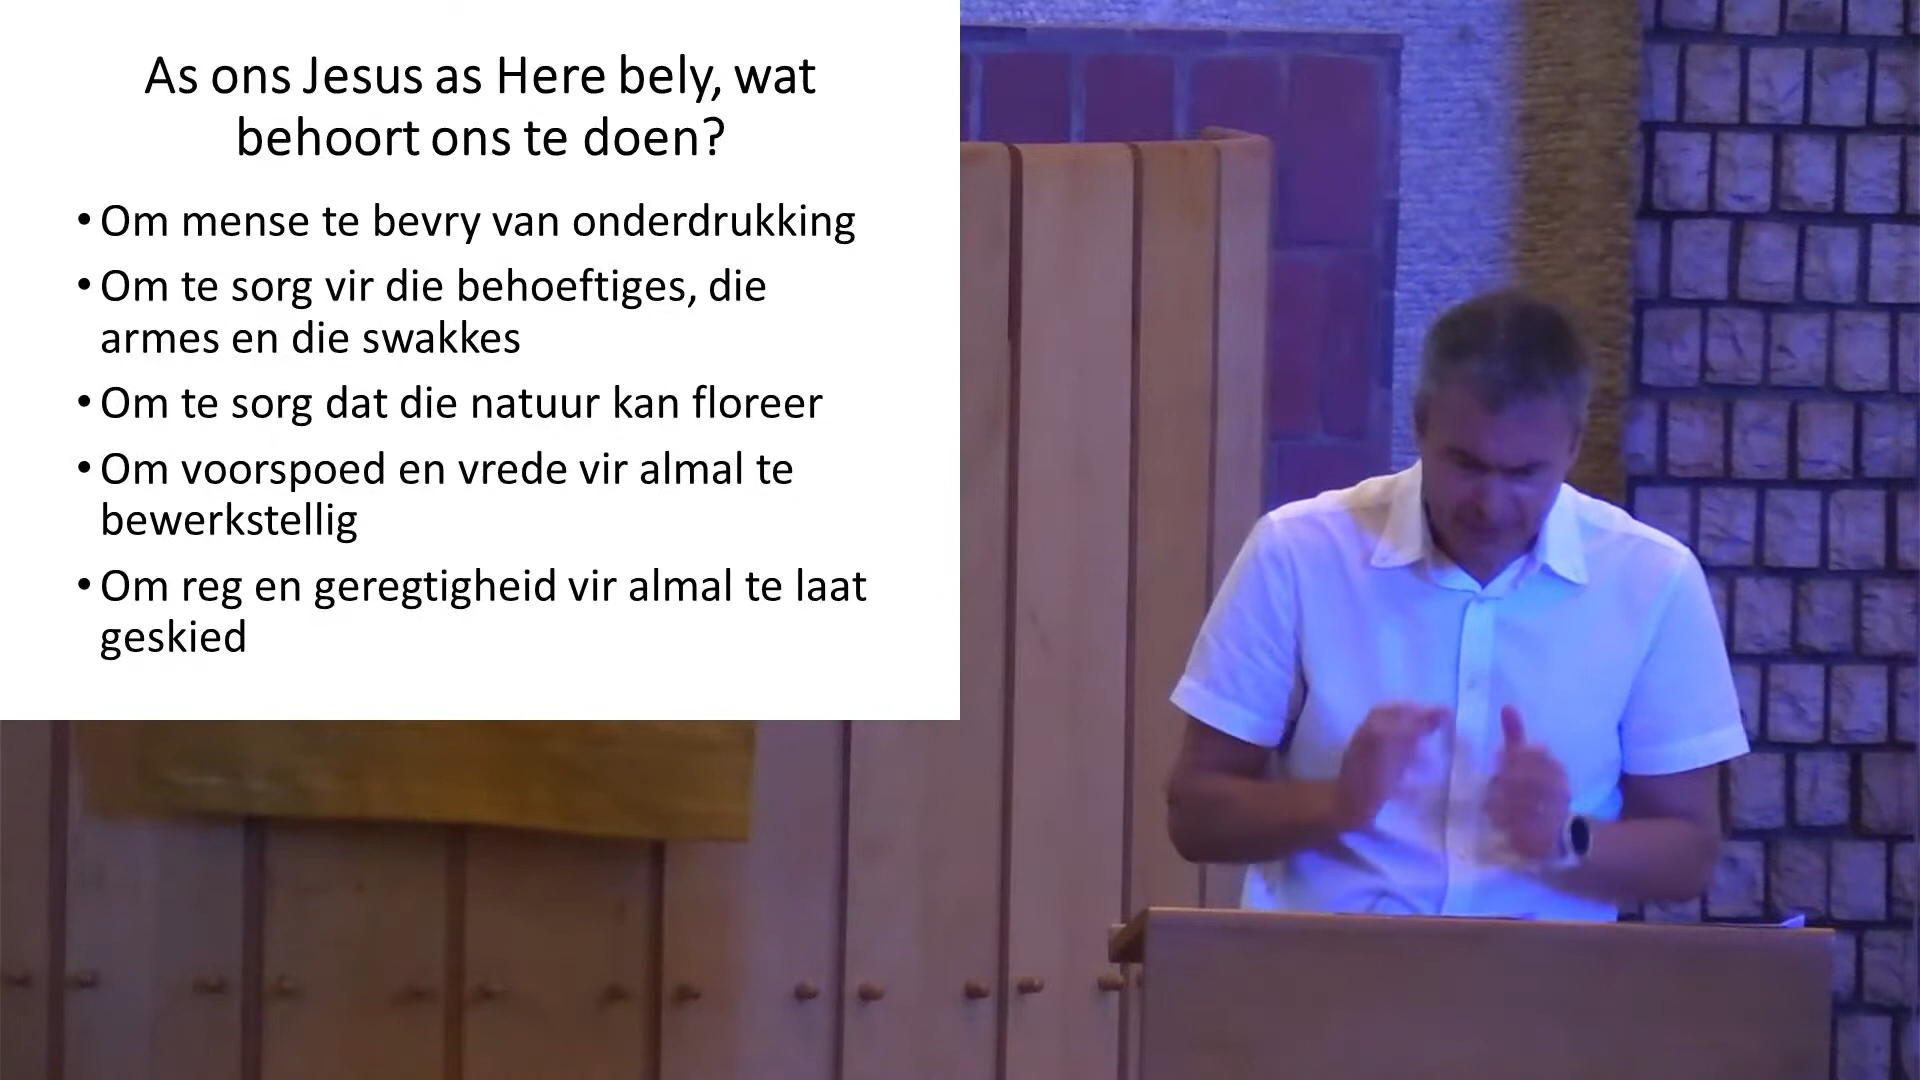 As ons Jesus as Here bely, wat
behoort ons te doen?
• Om mense te bevry van onderdrukking
• Om te sorg vir die behoeftiges, die
armes en die swakkes
• Om te sorg dat die natuur kan floreer
• Om voorspoed en vrede vir almal te
bewerkstellig
• Om reg en geregtigheid vir almal te laat
geskied